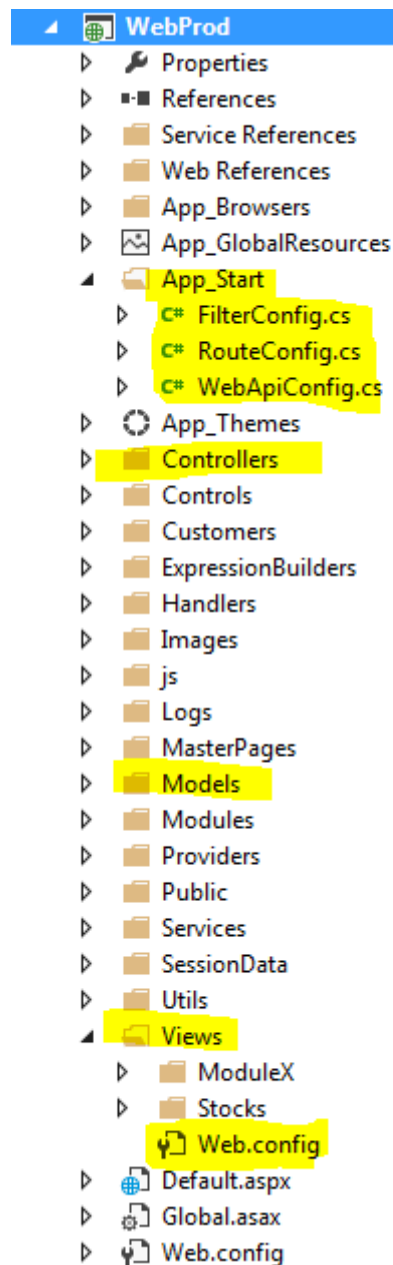 WebProd
Properties
References
Service References
Web References
App_Browsers
App_GlobalResources
App_Start
C# FilterConfig.cs
C# RouteConfig.cs
C# WebApiConfig.cs
App_Themes
Controllers
Controls
Customers
ExpressionBuilders
Handlers
Images
js
Logs
MasterPages
Models
Modules
Providers
Public
Services
SessionData
Utils
Views
ModuleX
Stocks
Web.config
Default.aspx
Global.asax
Web.config